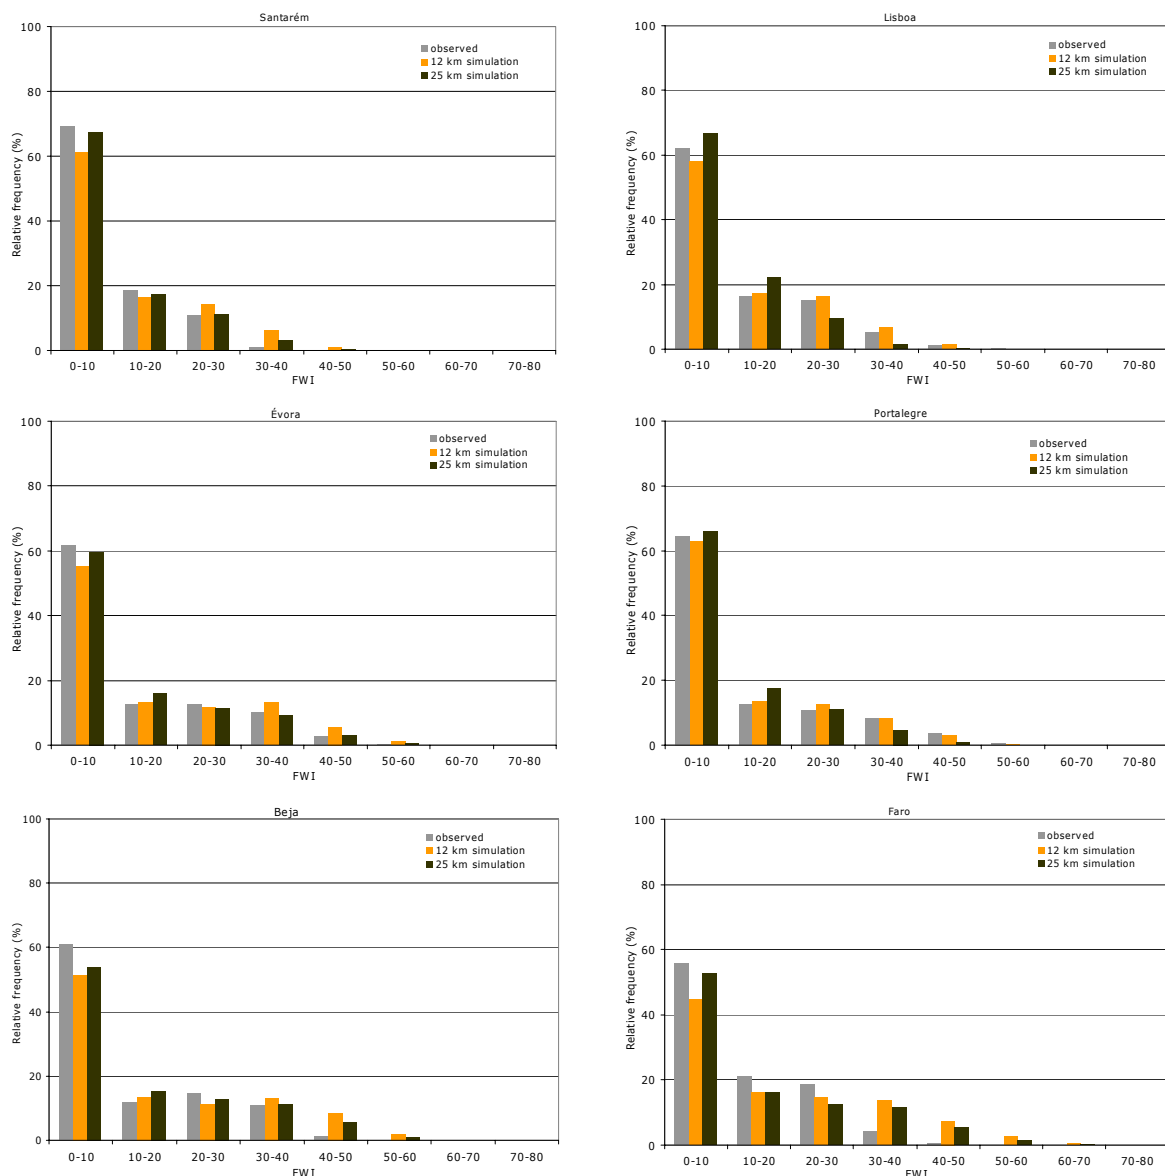 Santarém
Relative frequency (%)
100
80
60
40
20
0
observed
12 km simulation
25 km simulation
0-10 10-20 20-30 30-40 40-50 50-60 60-70 70-80
FWI
Lisboa
Relative frequency (%)
100
80
60
40
20
0
observed
12 km simulation
25 km simulation
0-10 10-20 20-30 30-40 40-50 50-60 60-70 70-80
FWI
Évora
Relative frequency (%)
100
80
60
40
20
0
observed
12 km simulation
25 km simulation
0-10 10-20 20-30 30-40 40-50 50-60 60-70 70-80
FWI
Portalegre
Relative frequency (%)
100
80
60
40
20
0
observed
12 km simulation
25 km simulation
0-10 10-20 20-30 30-40 40-50 50-60 60-70 70-80
FWI
Beja
Relative frequency (%)
100
80
60
40
20
0
observed
12 km simulation
25 km simulation
0-10 10-20 20-30 30-40 40-50 50-60 60-70 70-80
FWI
Faro
Relative frequency (%)
100
80
60
40
20
0
observed
12 km simulation
25 km simulation
0-10 10-20 20-30 30-40 40-50 50-60 60-70 70-80
FWI